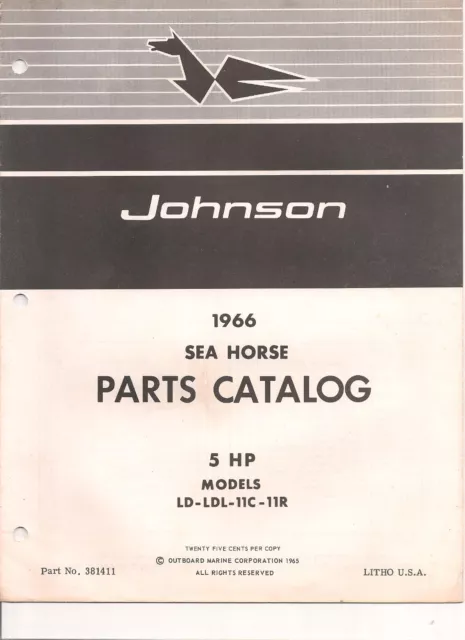 Johnson
1966
SEA HORSE
PARTS CATALOG
5 HP
MODELS
LD-LDL-11C-11R
TWENTY FIVE CENTS PER COPY
© OUTBOARD MARINE CORPORATION 1965
Part No. 381411 ALL RIGHTS RESERVED LITHO U.S.A.